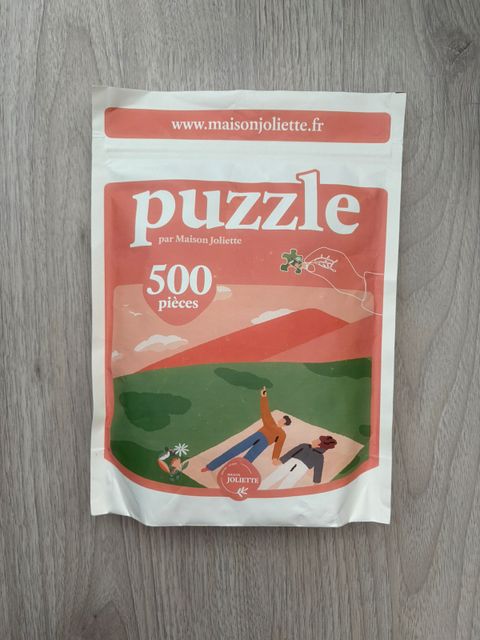 www.maisonjoliette.fr
puzzle
par Maison Joliette
500
pièces
MAISON
JOLIETTE